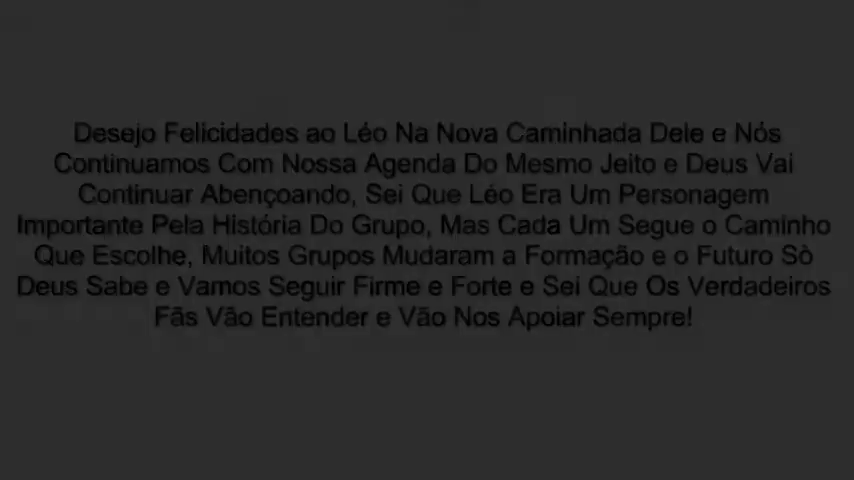 Desejo Felicidades ao Léo Na Nova Caminhada Dele e Nós
Continuamos Com Nossa Agenda Do Mesmo Jeito e Deus Vai
Continuar Abençoando, Sei Que Léo Era Um Personagem
Importante Pela História Do Grupo, Mas Cada Um Segue o Caminho
Que Escolhe, Muitos Grupos Mudaram a Formação e o Futuro Sò
Deus Sabe e Vamos Seguir Firme e Forte e Sei Que Os Verdadeiros
Fãs Vão Entender e Vão Nos Apoiar Sempre!